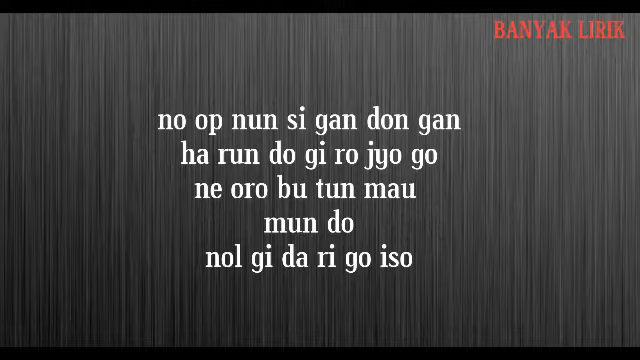 BANYAK LIRIK
no op nun si gan don gan
ha run do gi ro jyo go
ne oro bu tun mau
mun do
nol gi da ri go iso